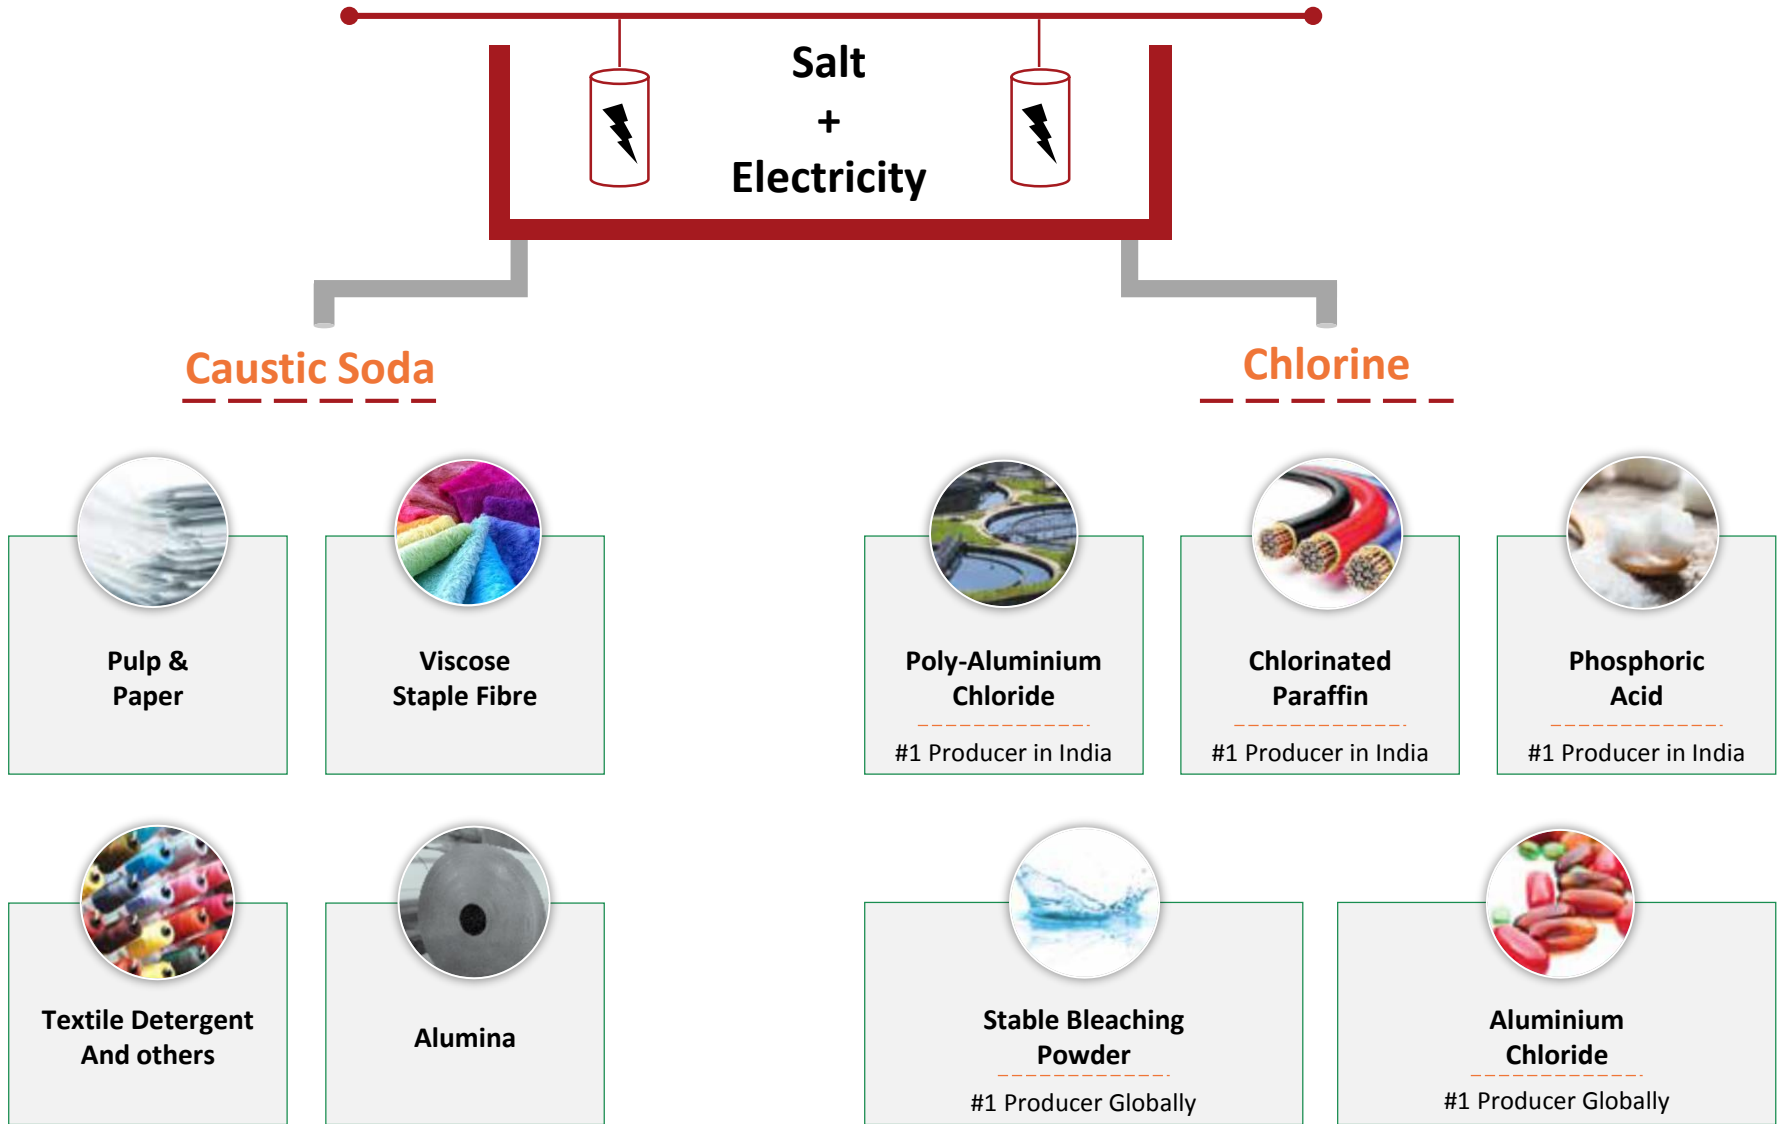 Salt
+
Electricity
Caustic Soda
Chlorine
Pulp &
Paper
Viscose
Staple Fibre
Poly-Aluminium
Chloride
#1 Producer in India
Chlorinated
Paraffin
#1 Producer in India
Phosphoric
Acid
#1 Producer in India
Textile Detergent
And others
Alumina
Stable Bleaching
Powder
#1 Producer Globally
Aluminium
Chloride
#1 Producer Globally